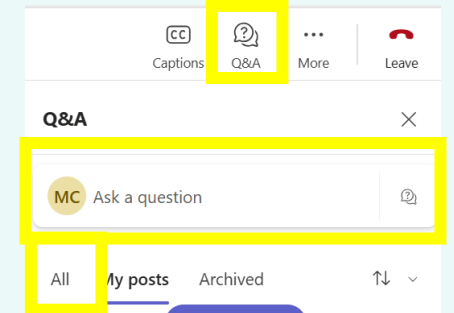 CC
Captions Q&A More Leave
Q&A
MC Ask a question
All My posts Archived